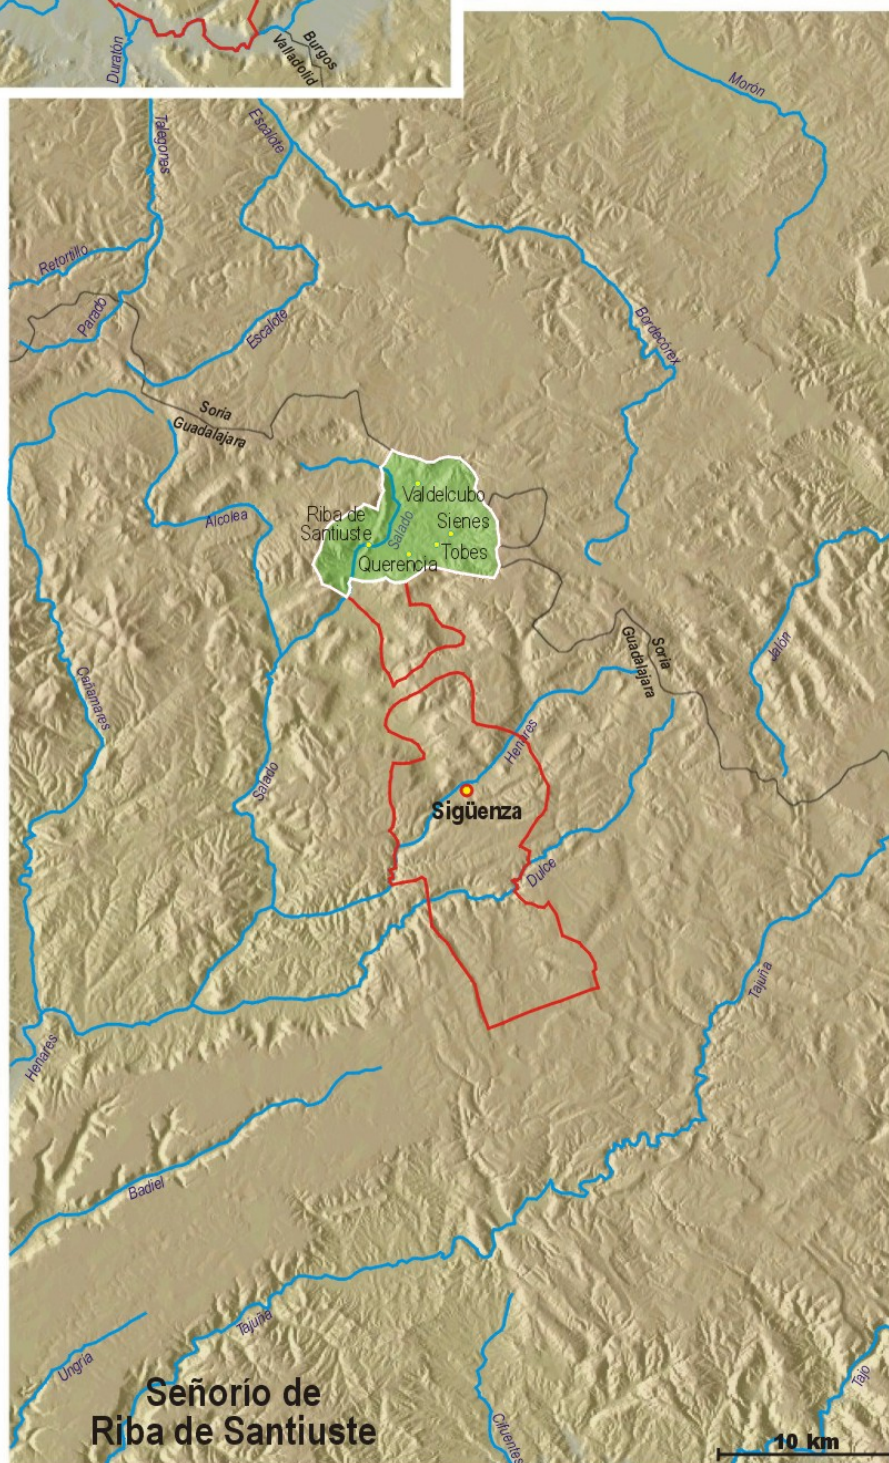 Duratón
Burgos
Valladolid
Morón
Talegones
Escalote
Retortillo
Parado
Escalote
Bordecórex
Soria
Guadalajara
Alcolea
Valdelcubo
Riba de
Santiuste
Salado
Sienes
Tobes
Querencia
Soria
Guadalajara
Jalón
Cañamares
Henares
Salado
Sigüenza
Dulce
Tajuña
Henares
Badiel
Tajuña
Ungría
Tajo
Cifuentes
Señorío de
Riba de Santiuste
10 km